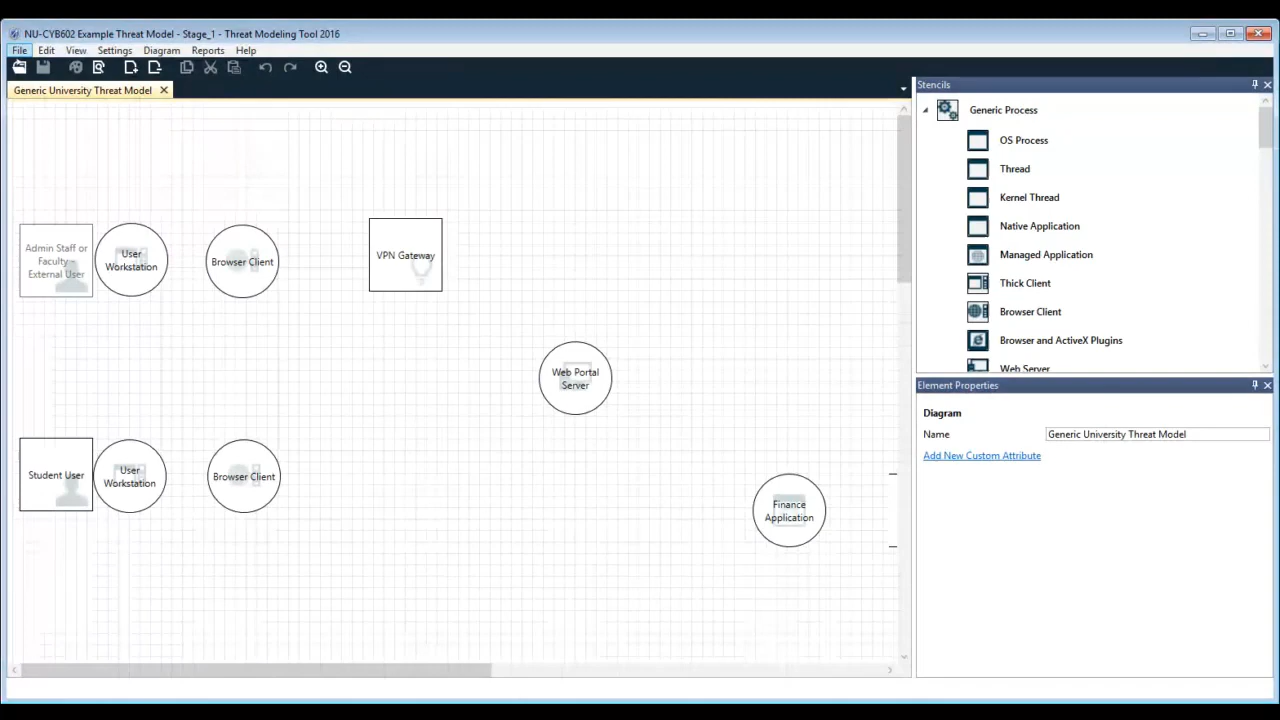 NU-CYB602 Example Threat Model - Stage_1 - Threat Modeling Tool 2016
File Edit View Settings Diagram Reports Help
Generic University Threat Model
Admin Staff or
Faculty -
External User
User
Workstation
Browser Client
VPN Gateway
Web Portal
Server
Student User
User
Workstation
Browser Client
Finance
Application
Stencils
Generic Process
OS Process
Thread
Kernel Thread
Native Application
Managed Application
Thick Client
Browser Client
Browser and ActiveX Plugins
Web Server
Element Properties
Diagram
Name Generic University Threat Model
Add New Custom Attribute